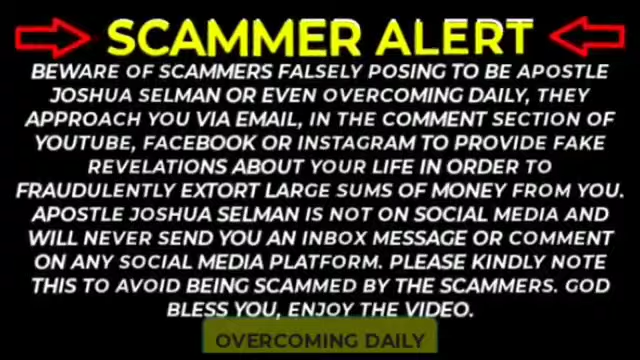 SCAMMER ALERT
BEWARE OF SCAMMERS FALSELY POSING TO BE APOSTLE
JOSHUA SELMAN OR EVEN OVERCOMING DAILY, THEY
APPROACH YOU VIA EMAIL, IN THE COMMENT SECTION OF
YOUTUBE, FACEBOOK OR INSTAGRAM TO PROVIDE FAKE
REVELATIONS ABOUT YOUR LIFE IN ORDER TO
FRAUDULENTLY EXTORT LARGE SUMS OF MONEY FROM YOU.
APOSTLE JOSHUA SELMAN IS NOT ON SOCIAL MEDIA AND
WILL NEVER SEND YOU AN INBOX MESSAGE OR COMMENT
ON ANY SOCIAL MEDIA PLATFORM. PLEASE KINDLY NOTE
THIS TO AVOID BEING SCAMMED BY THE SCAMMERS. GOD
BLESS YOU, ENJOY THE VIDEO.
OVERCOMING DAILY